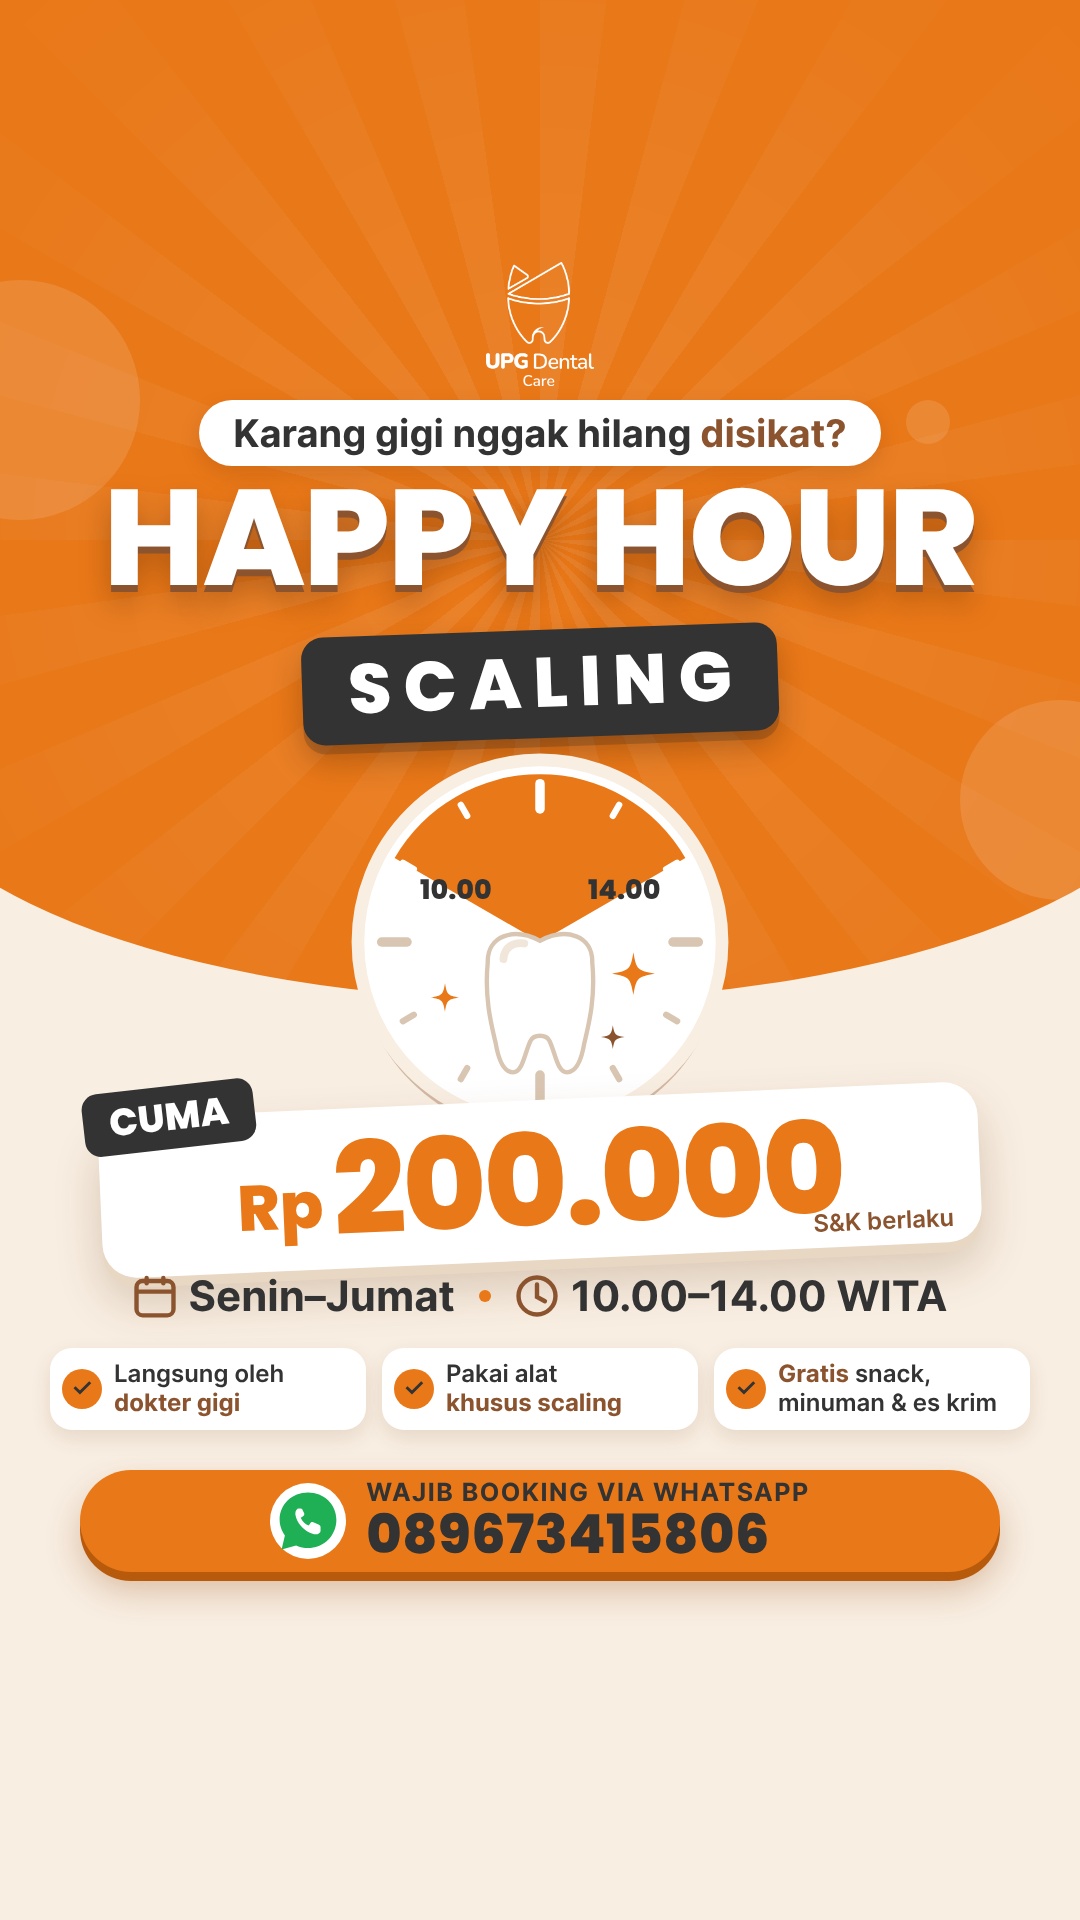 UPG Dental
Care
Karang gigi nggak hilang disikat?
HAPPY HOUR
SCALING
10.00
14.00
CUMA
Rp 200.000
S&K berlaku
Senin–Jumat • 10.00–14.00 WITA
Langsung oleh
dokter gigi
Pakai alat
khusus scaling
Gratis snack,
minuman & es krim
WAJIB BOOKING VIA WHATSAPP
089673415806